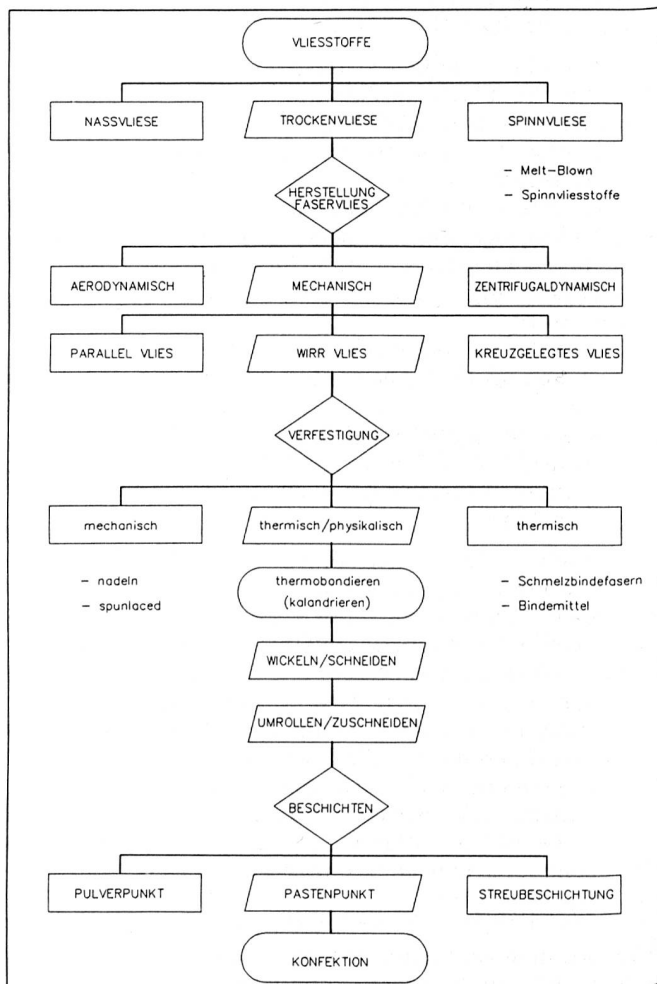 VLIESSTOFFE
NASSVLIESE
TROCKENVLIESE
SPINNVLIESE
– Melt-Blown
– Spinnvliesstoffe
HERSTELLUNG
FASERVLIES
AERODYNAMISCH
MECHANISCH
ZENTRIFUGALDYNAMISCH
PARALLEL VLIES
WIRR VLIES
KREUZGELEGTES VLIES
VERFESTIGUNG
mechanisch
thermisch/physikalisch
thermisch
– nadeln
– spunlaced
thermobondieren
(kalandrieren)
– Schmelzbindefasern
– Bindemittel
WICKELN/SCHNEIDEN
UMROLLEN/ZUSCHNEIDEN
BESCHICHTEN
PULVERPUNKT
PASTENPUNKT
STREUBESCHICHTUNG
KONFEKTION